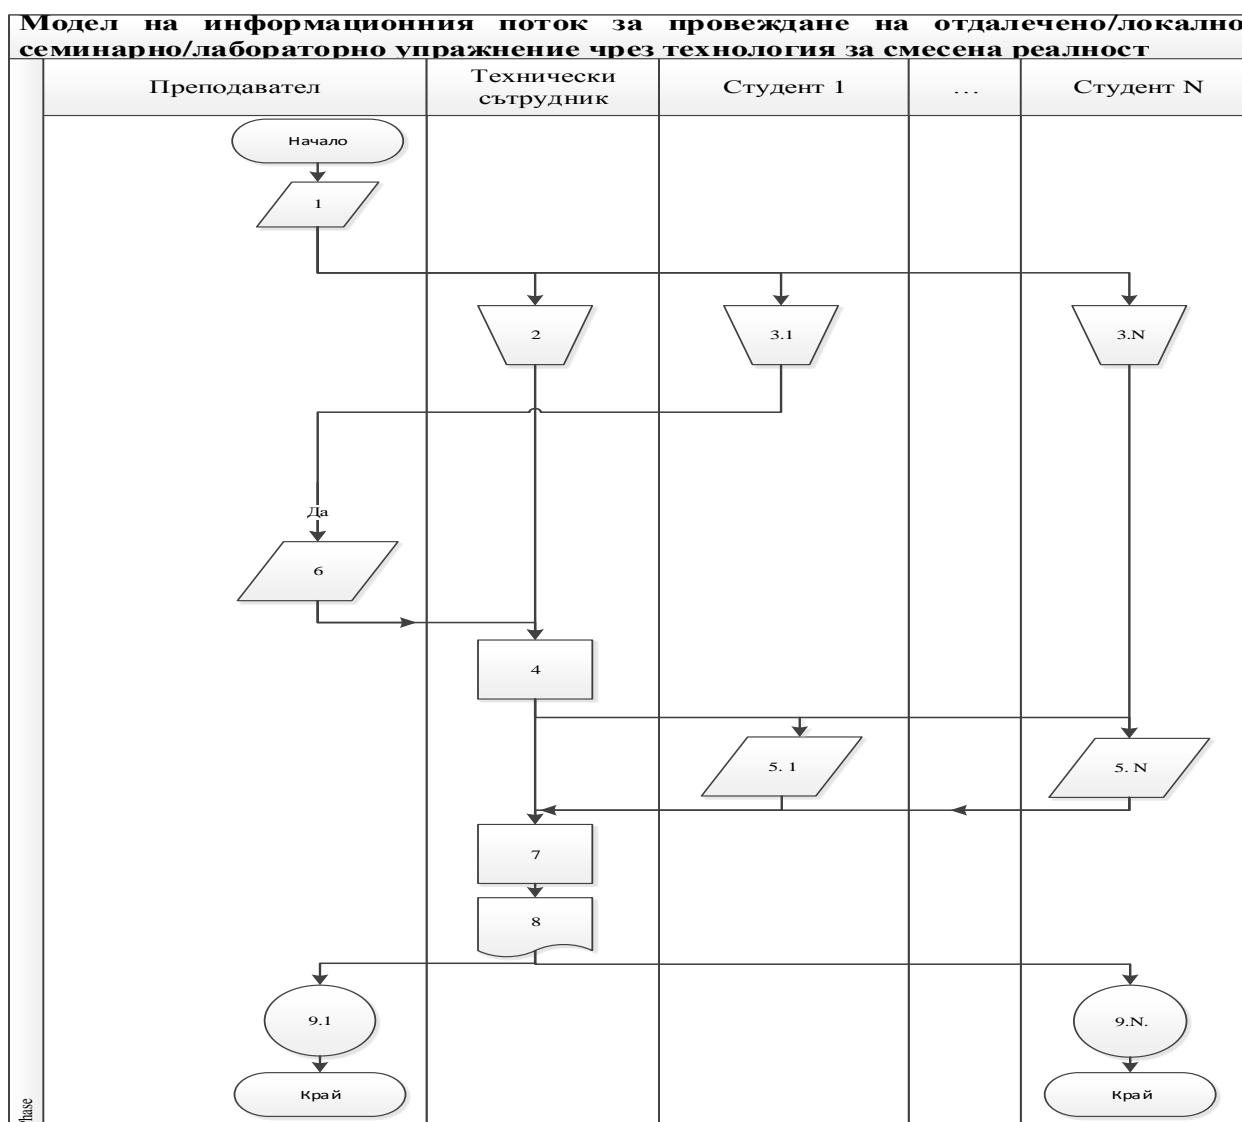 Модел на информационния поток за провеждане на отдалечено/локално
семинарно/лабораторно упражнение чрез технология за смесена реалност
Преподавател
Технически
сътрудник
Студент 1
...
Студент N
Начало
1
2
3.1
3.N
Да
6
4
5. 1
5. N
7
8
9.1
9.N.
Край
Край